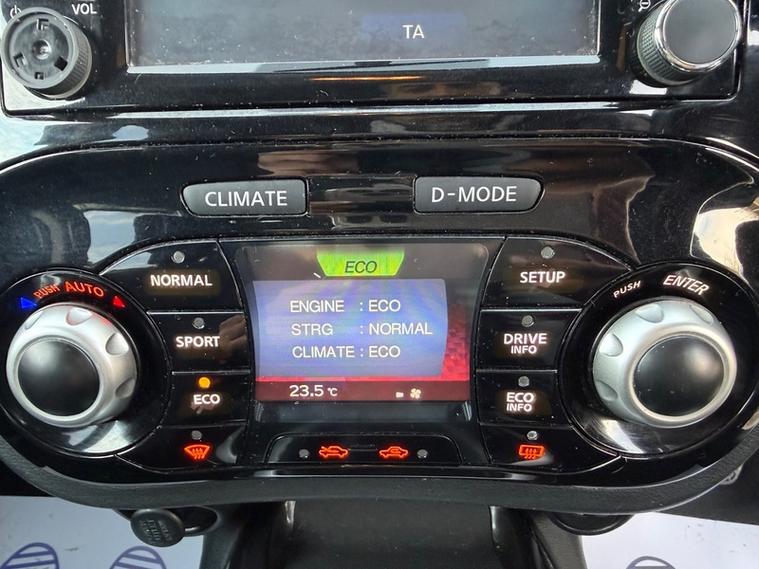 VOL
TA
CLIMATE
D-MODE
PUSH AUTO
NORMAL
SPORT
ECO
ECO
ENGINE : ECO
STRG : NORMAL
CLIMATE : ECO
23.5 °C
SETUP
DRIVE
INFO
ECO
INFO
PUSH ENTER